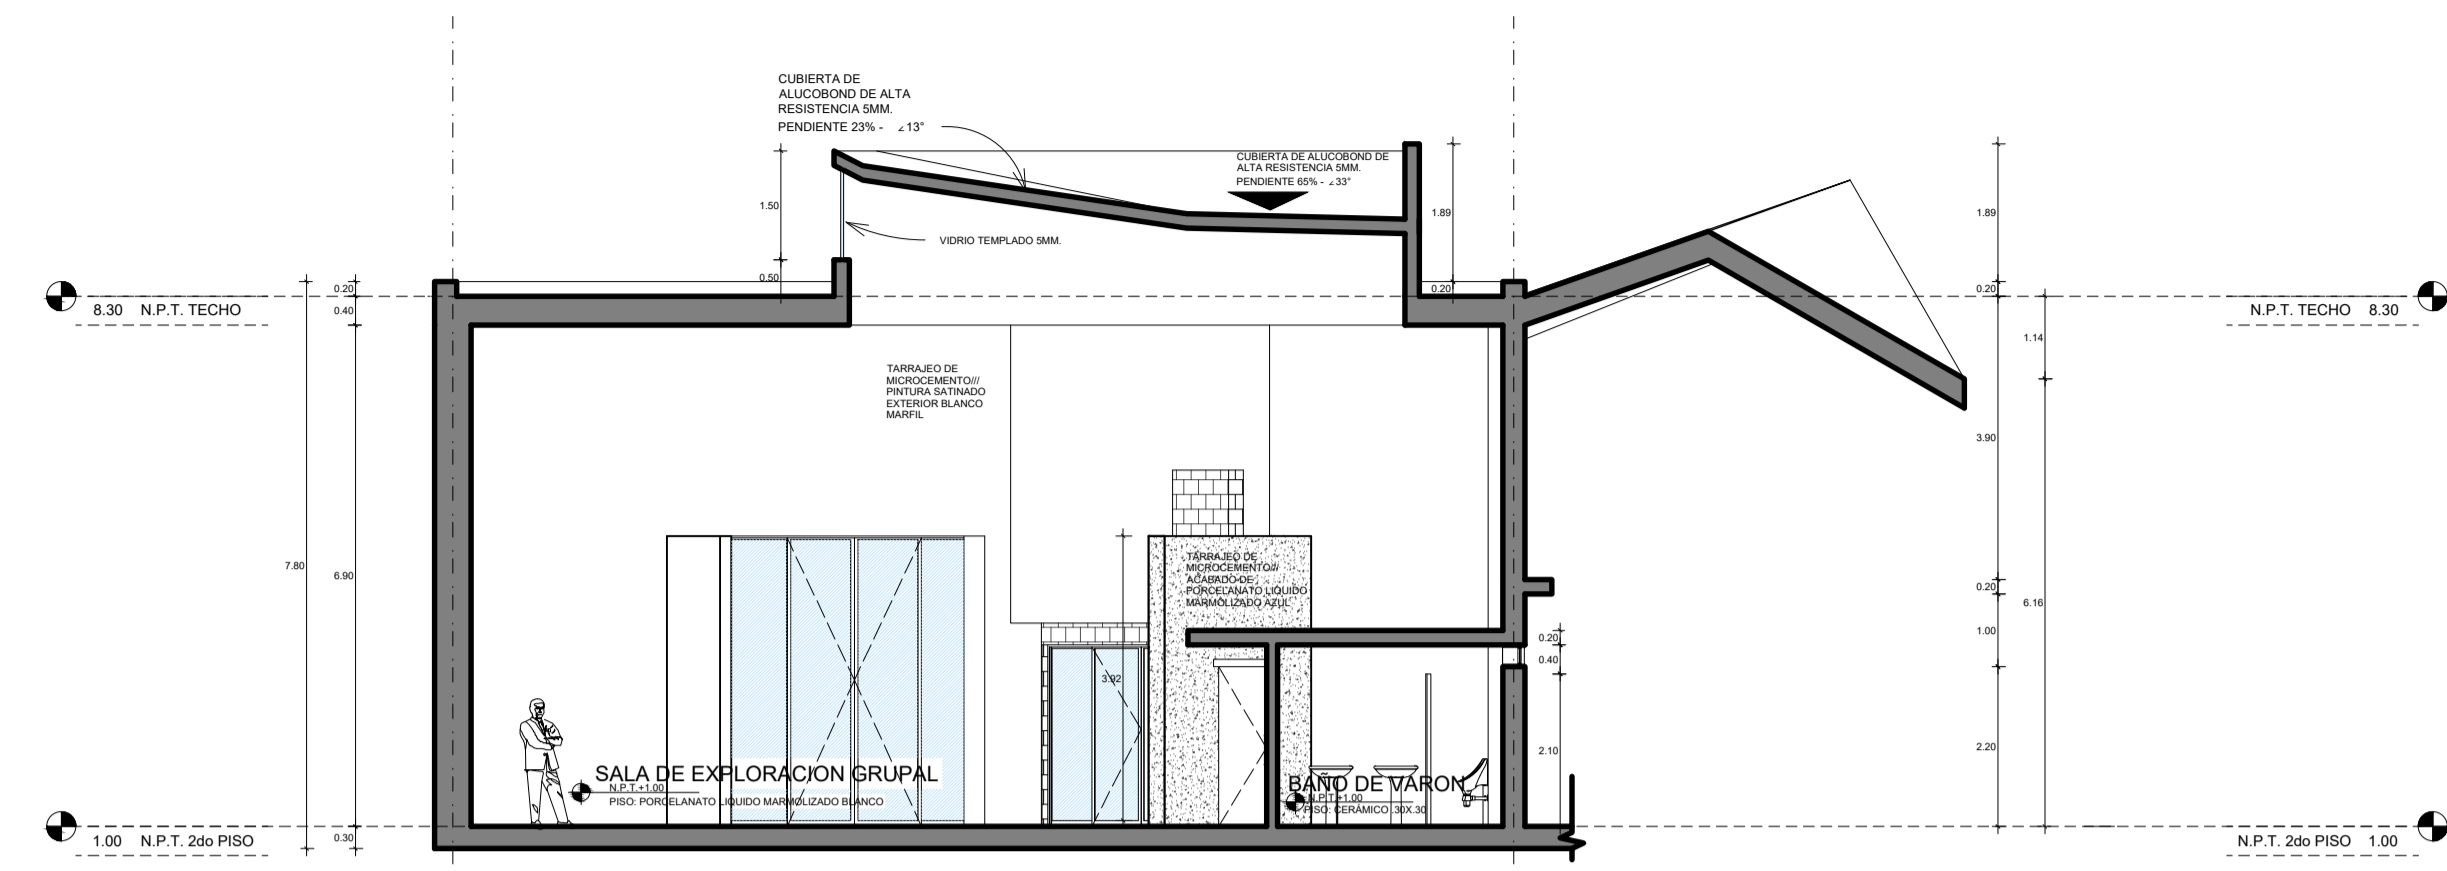 CUBIERTA DE
ALUCOBOND DE ALTA
RESISTENCIA 5MM.
PENDIENTE 23% - ∠13°
CUBIERTA DE ALUCOBOND DE
ALTA RESISTENCIA 5MM.
PENDIENTE 65% - ∠33°
1.50
1.89
1.89
VIDRIO TEMPLADO 5MM.
0.50
0.20
0.20
0.20
8.30 N.P.T. TECHO
0.40
N.P.T. TECHO 8.30
1.14
TARRAJEO DE
MICROCEMENTO///
PINTURA SATINADO
EXTERIOR BLANCO
MARFIL
3.90
7.80
6.90
TARRAJEO DE
MICROCEMENTO///
ACABADO DE
PORCELANATO LIQUIDO
MARMOLIZADO AZUL
0.20
6.16
1.00
0.20
0.40
3.92
2.10
2.20
SALA DE EXPLORACION GRUPAL
N.P.T.+1.00
PISO: PORCELANATO LIQUIDO MARMOLIZADO BLANCO
BAÑO DE VARON
N.P.T.+1.00
PISO: CERÁMICO .30X.30
0.30
1.00 N.P.T. 2do PISO
N.P.T. 2do PISO 1.00